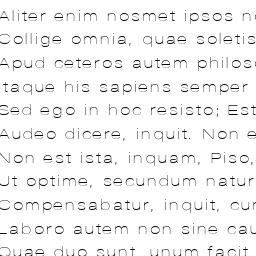 Aliter enim nosmet ipsos no
Collige omnia, quae soletis
Apud ceteros autem philoso
taque his sapiens semper
Sed ego in hoc resisto; Est
Audeo dicere, inquit. Non e
Non est ista, inquam, Piso,
Ut optime, secundum natur
Compensabatur, inquit, cur
Laboro autem non sine cau
Quae duo sunt, unum facit